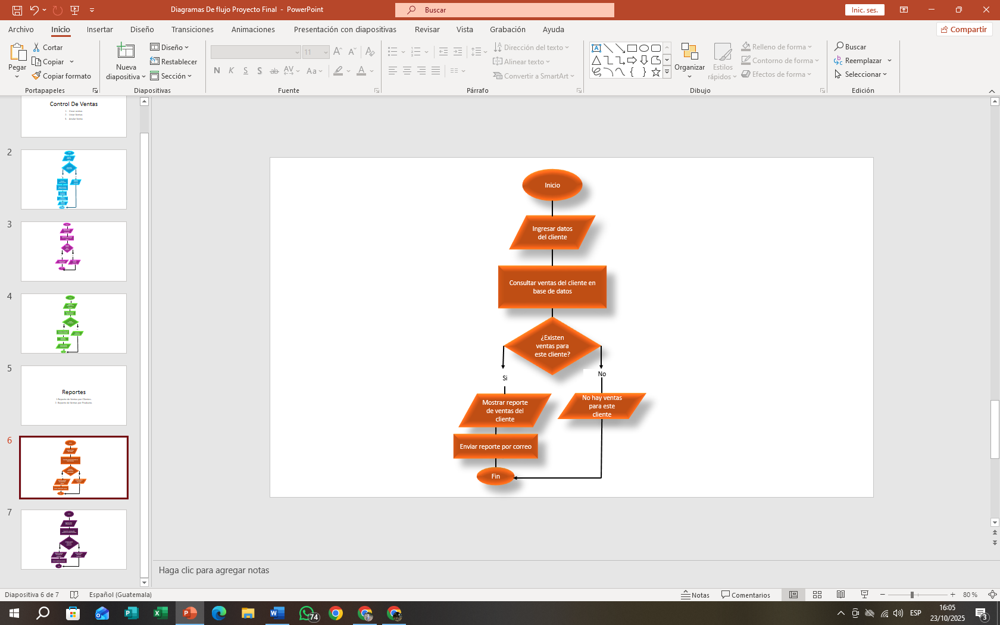 Diagramas De flujo Proyecto Final - PowerPoint
Buscar
Inic. ses.
Archivo Inicio Insertar Diseño Transiciones Animaciones Presentación con diapositivas Revisar Vista Grabación Ayuda
Compartir
Pegar
Cortar
Copiar
Copiar formato
Portapapeles
Nueva
diapositiva
Diseño
Restablecer
Sección
Diapositivas
11
N K S S ab AV Aa A
Fuente
Dirección del texto
Alinear texto
Convertir a SmartArt
Párrafo
Organizar
Estilos
rápidos
Relleno de forma
Contorno de forma
Efectos de forma
Dibujo
Buscar
Reemplazar
Seleccionar
Edición
Control De Ventas
1. Crear ventas
2. Listar Ventas
3. Anular Venta
2
3
4
5
Reportes
1.Reporte de Ventas por Clientes.
2. Reporte de Ventas por Producto.
6
7
Inicio
Ingresar datos
del cliente
Consultar ventas del cliente en
base de datos
¿Existen
ventas para
este cliente?
Si
No
Mostrar reporte
de ventas del
cliente
No hay ventas
para este
cliente
Enviar reporte por correo
Fin
Haga clic para agregar notas
Diapositiva 6 de 7
Español (Guatemala)
Notas
Comentarios
80 %
74
ESP
16:05
23/10/2025
3